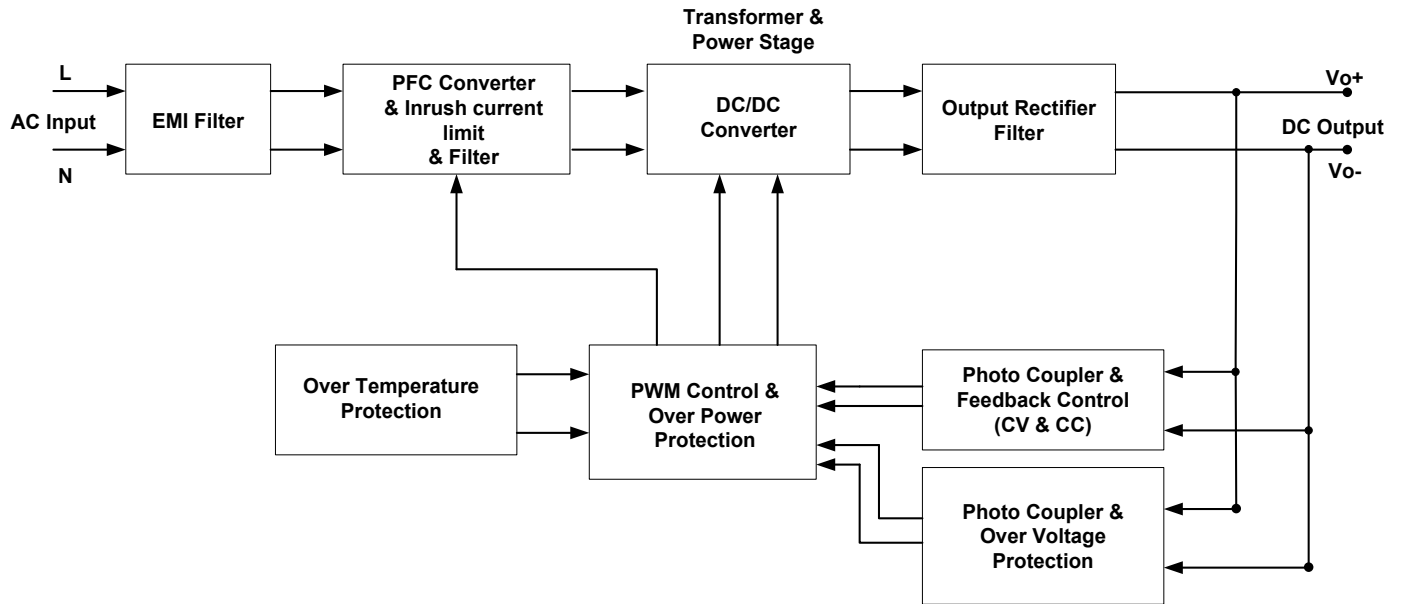 Transformer &
Power Stage
L
AC Input
N
EMI Filter
PFC Converter
& Inrush current
limit
& Filter
DC/DC
Converter
Output Rectifier
Filter
Vo+
DC Output
Vo-
Over Temperature
Protection
PWM Control &
Over Power
Protection
Photo Coupler &
Feedback Control
(CV & CC)
Photo Coupler &
Over Voltage
Protection